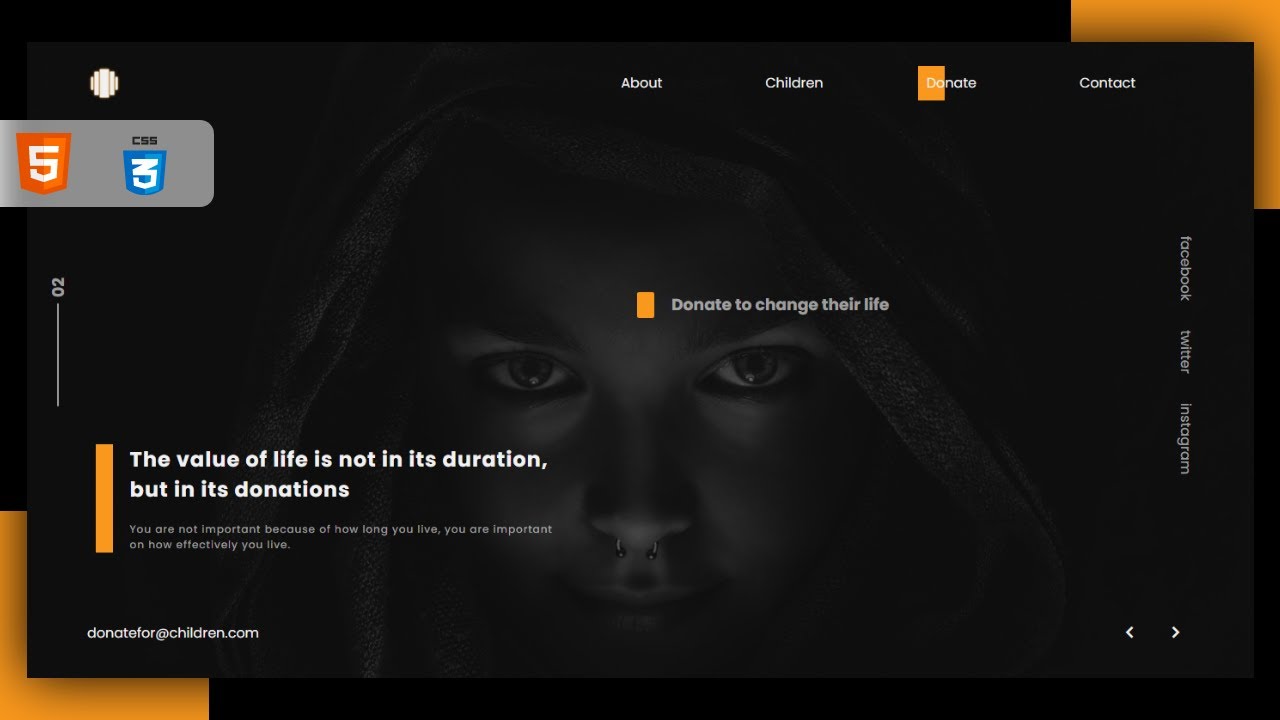 About
Children
Donate
Contact
CSS
5
3
02
Donate to change their life
facebook
twitter
instagram
The value of life is not in its duration,
but in its donations
You are not important because of how long you live, you are important
on how effectively you live.
donatefor@children.com